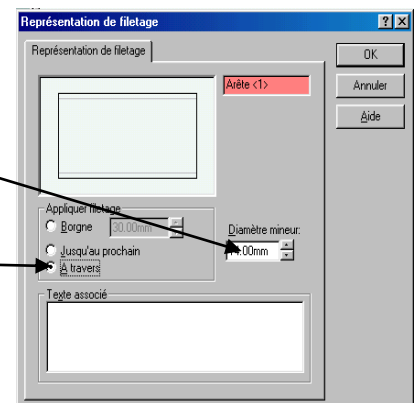 Représentation de filetage
Représentation de filetage
OK
Annuler
Aide
Arête <1>
Appliquer filetage
Borgne 30.00mm
Jusqu'au prochain
A travers
Diamètre mineur:
.00mm
Texte associé